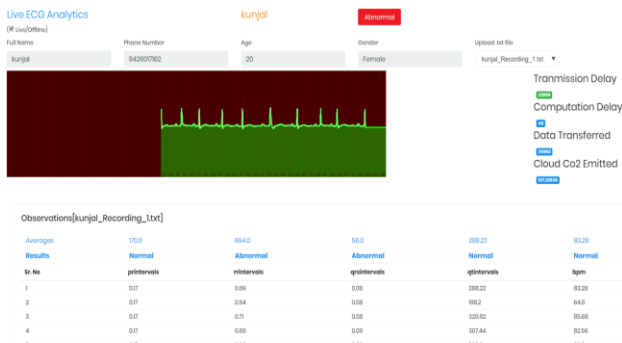 Live ECG Analytics kunjal Abnormal
(Live/Offline)
Full Name Phone Number Age Gender Upload .txt file
kunjal 9426017162 20 Female kunjal_Recording_1.txt
Tranmission Delay
Computation Delay
48
Data Transferred
Cloud Co2 Emitted
Observations[kunjal_Recording_1.txt]
Averages 170.0 694.0 56.0 288.22 83.28
Results Normal Abnormal Abnormal Normal Normal
Sr. No printervals rrintervals qrsintervals qtintervals bpm
1 0.17 0.69 0.06 288.22 83.28
2 0.17 0.54 0.08 198.2 64.8
3 0.17 0.71 0.08 320.82 85.68
4 0.17 0.69 0.09 307.44 82.56